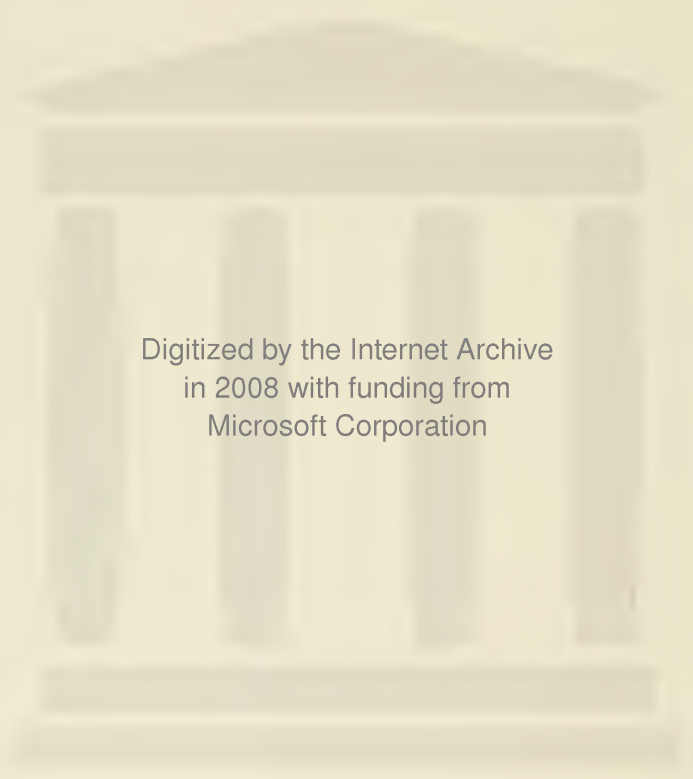 Digitized by the Internet Archive
in 2008 with funding from
Microsoft Corporation